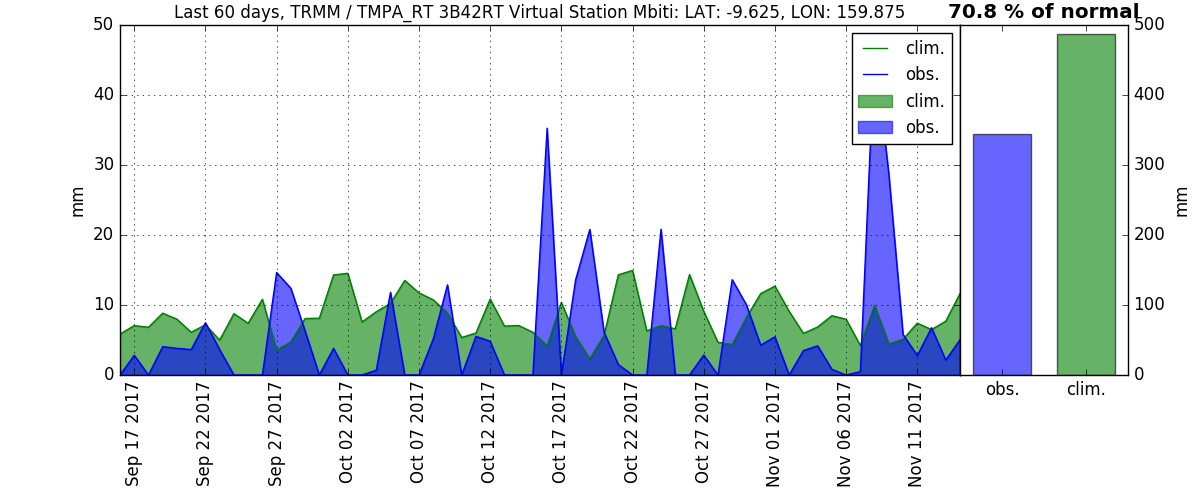 Last 60 days, TRMM / TMPA_RT 3B42RT Virtual Station Mbiti: LAT: -9.625, LON: 159.875
70.8 % of normal
50
40
30
20
10
0
mm
clim.
obs.
clim.
obs.
Sep 17 2017
Sep 22 2017
Sep 27 2017
Oct 02 2017
Oct 07 2017
Oct 12 2017
Oct 17 2017
Oct 22 2017
Oct 27 2017
Nov 01 2017
Nov 06 2017
Nov 11 2017
500
400
300
200
100
0
mm
obs.
clim.